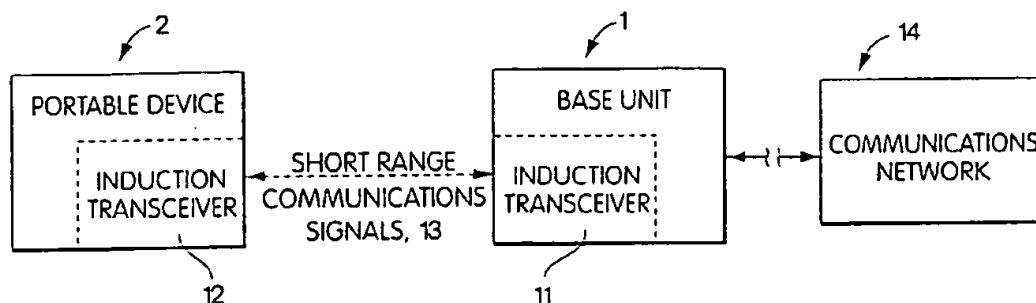 2
1
14
PORTABLE DEVICE
INDUCTION
TRANSCEIVER
12
SHORT RANGE
COMMUNICATIONS
SIGNALS, 13
BASE UNIT
INDUCTION
TRANSCEIVER
11
COMMUNICATIONS
NETWORK